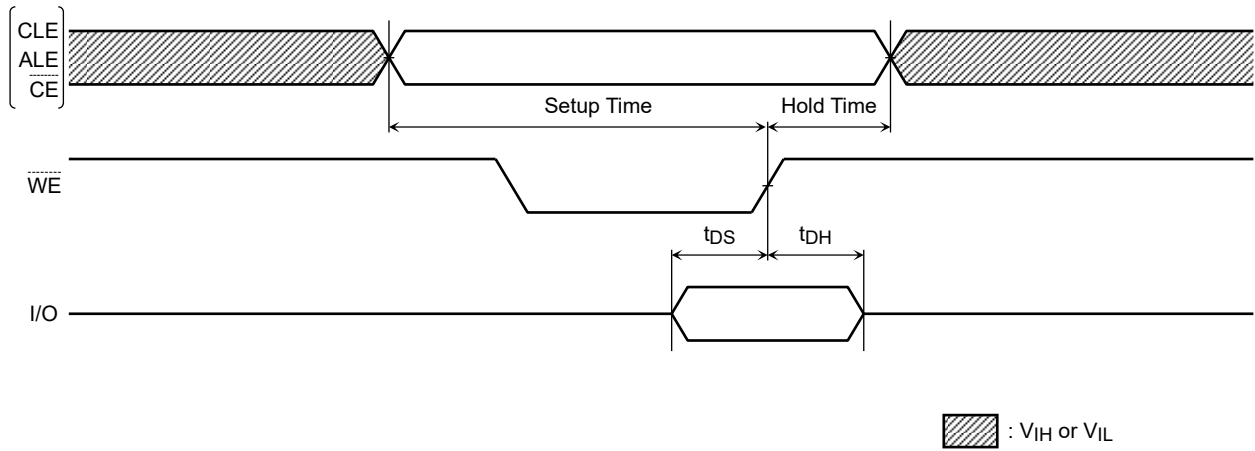 CLE
ALE
CE
Setup Time
Hold Time
WE
tDS
tDH
I/O
: VIH or VIL